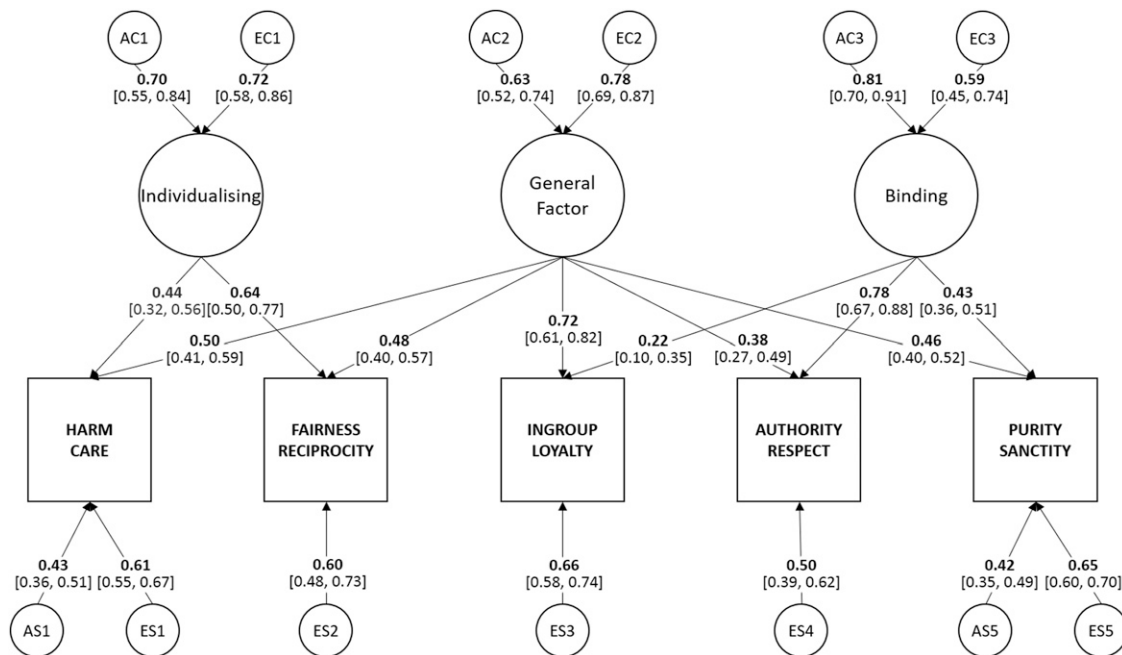 AC1
EC1
AC2
EC2
AC3
EC3
0.70
[0.55, 0.84]
0.72
[0.58, 0.86]
0.63
[0.52, 0.74]
0.78
[0.69, 0.87]
0.81
[0.70, 0.91]
0.59
[0.45, 0.74]
Individualising
General
Factor
Binding
0.44
[0.32, 0.56]
0.64
[0.50, 0.77]
0.50
[0.41, 0.59]
0.48
[0.40, 0.57]
0.72
[0.61, 0.82]
0.22
[0.10, 0.35]
0.38
[0.27, 0.49]
0.78
[0.67, 0.88]
0.43
[0.36, 0.51]
0.46
[0.40, 0.52]
HARM
CARE
FAIRNESS
RECIPROCITY
INGROUP
LOYALTY
AUTHORITY
RESPECT
PURITY
SANCTITY
0.43
[0.36, 0.51]
0.61
[0.55, 0.67]
0.60
[0.48, 0.73]
0.66
[0.58, 0.74]
0.50
[0.39, 0.62]
0.42
[0.35, 0.49]
0.65
[0.60, 0.70]
AS1
ES1
ES2
ES3
ES4
AS5
ES5